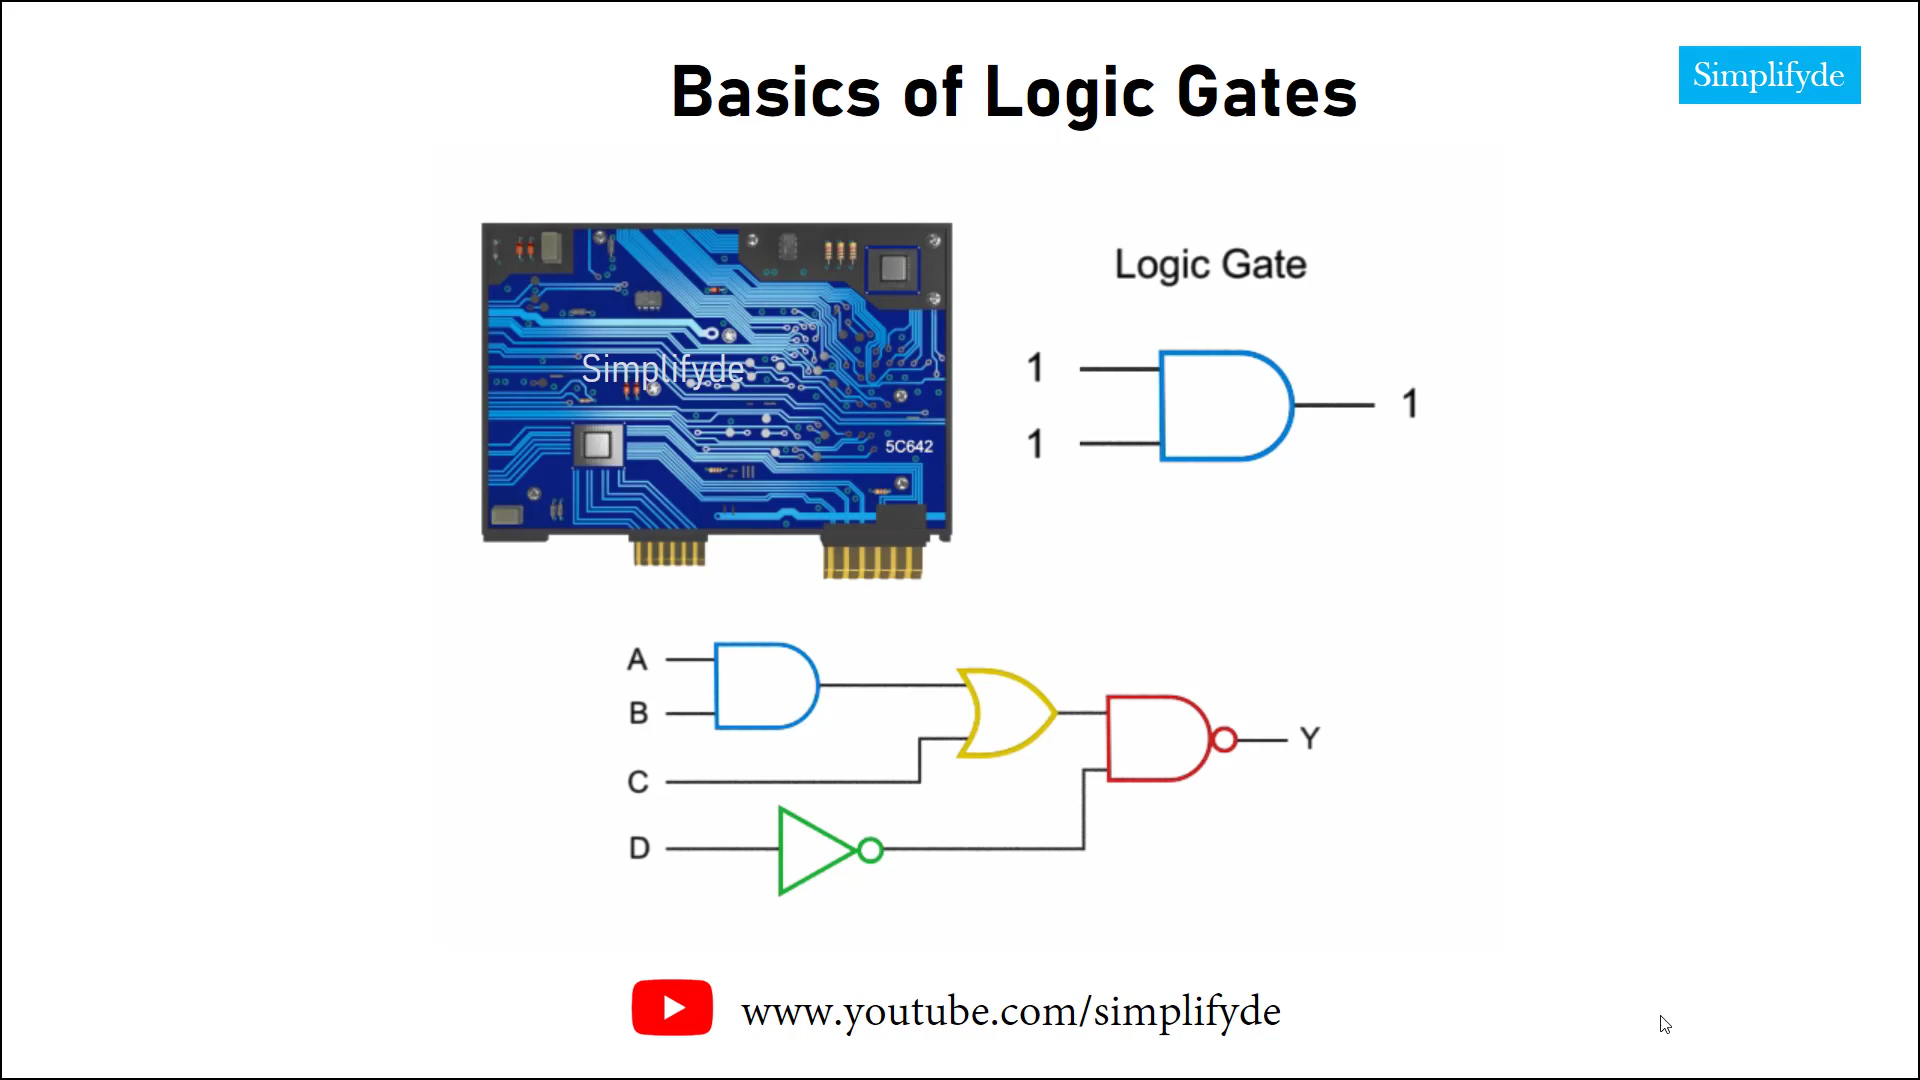 Basics of Logic Gates
Simplifyde
Logic Gate
Simplifyde
5C642
1
1
1
A
B
C
D
Y
www.youtube.com/simplifyde